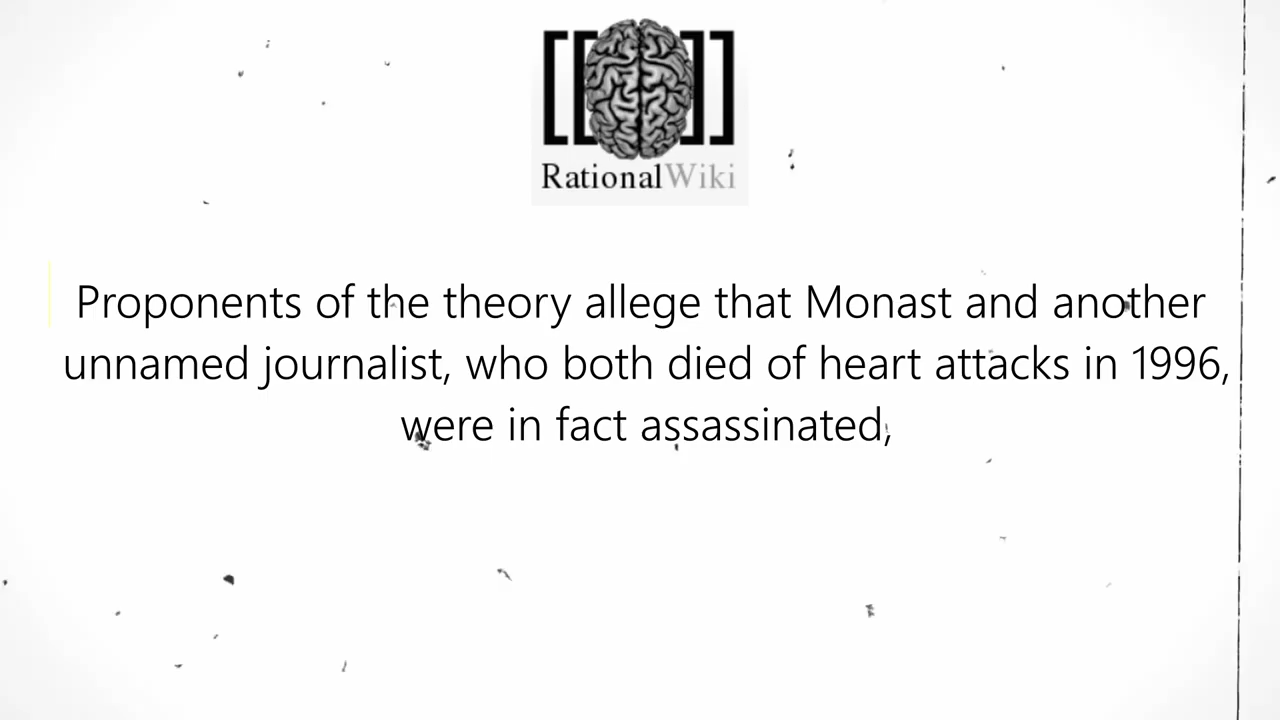 [[ ]]
RationalWiki
Proponents of the theory allege that Monast and another
unnamed journalist, who both died of heart attacks in 1996,
were in fact assassinated,